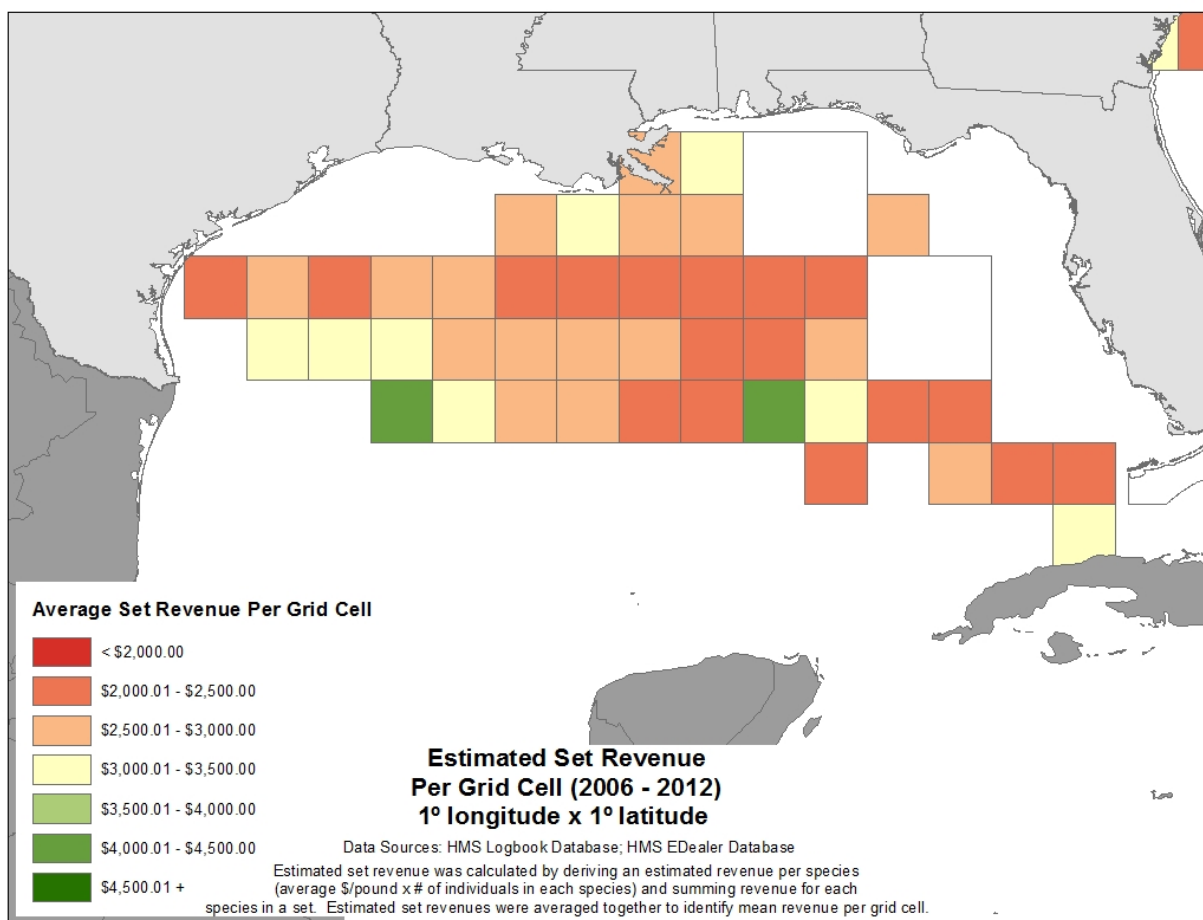 Average Set Revenue Per Grid Cell
< $2,000.00
$2,000.01 - $2,500.00
$2,500.01 - $3,000.00
$3,000.01 - $3,500.00
$3,500.01 - $4,000.00
$4,000.01 - $4,500.00
$4,500.01 +
Estimated Set Revenue
Per Grid Cell (2006 - 2012)
1º longitude x 1º latitude
Data Sources: HMS Logbook Database; HMS EDealer Database
Estimated set revenue was calculated by deriving an estimated revenue per species
(average $/pound x # of individuals in each species) and summing revenue for each
species in a set. Estimated set revenues were averaged together to identify mean revenue per grid cell.